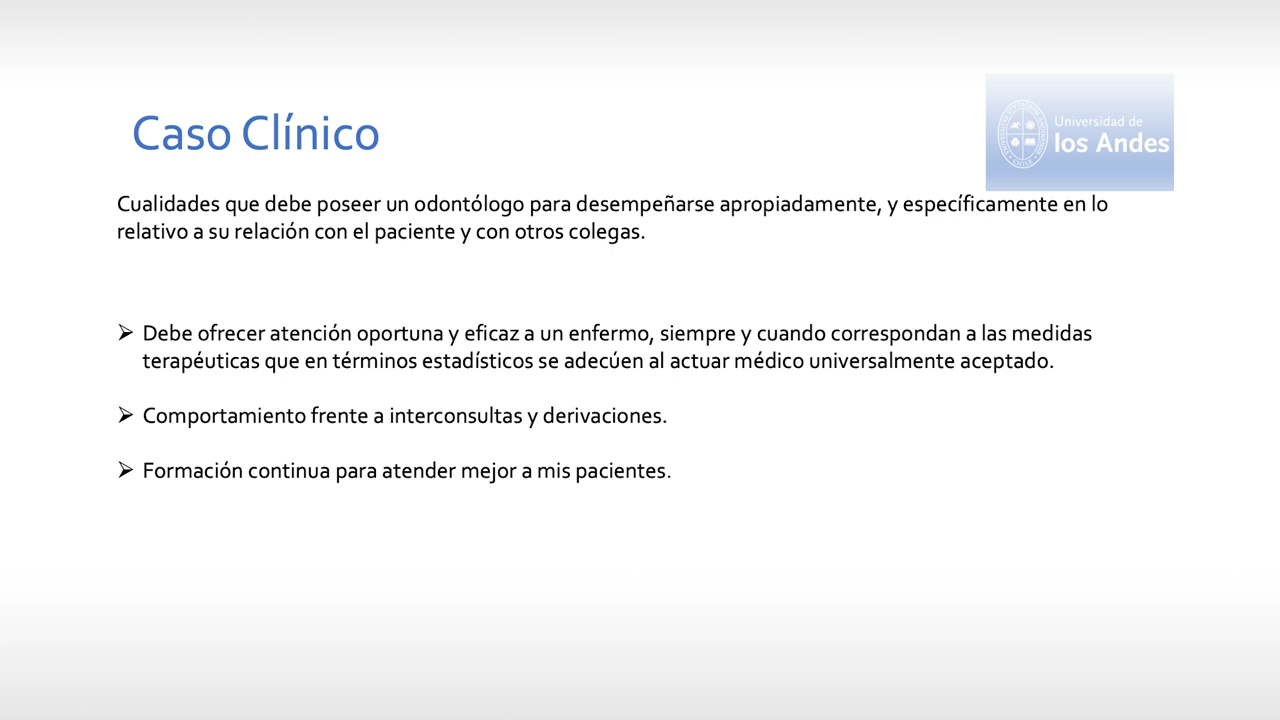 Caso Clínico
Universidad de
los Andes
Cualidades que debe poseer un odontólogo para desempeñarse apropiadamente, y específicamente en lo
relativo a su relación con el paciente y con otros colegas.
Debe ofrecer atención oportuna y eficaz a un enfermo, siempre y cuando correspondan a las medidas
terapéuticas que en términos estadísticos se adecúen al actuar médico universalmente aceptado.
Comportamiento frente a interconsultas y derivaciones.
Formación continua para atender mejor a mis pacientes.